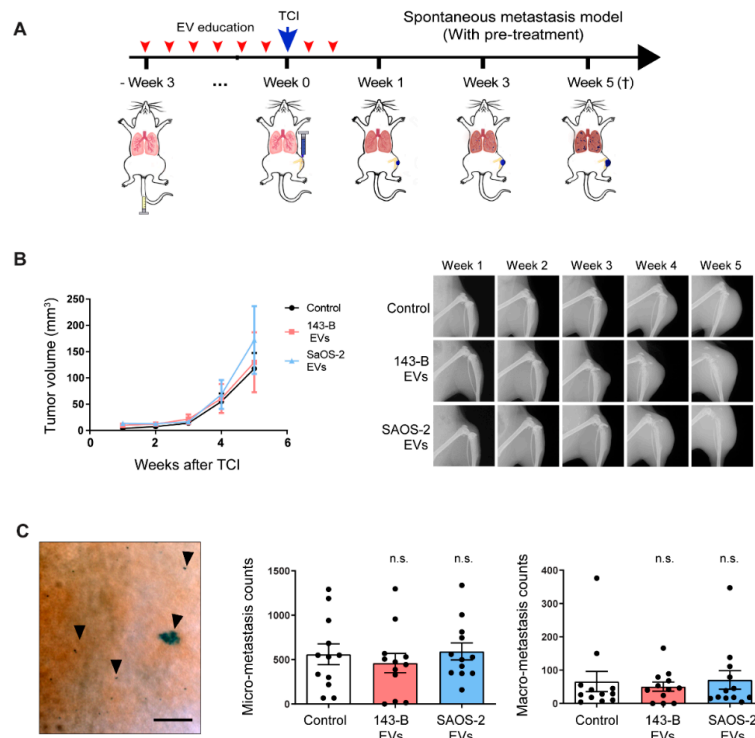 A
EV education
TCI
Spontaneous metastasis model
(With pre-treatment)
- Week 3
...
Week 0
Week 1
Week 3
Week 5 (†)
B
Tumor volume (mm³)
250
200
150
100
50
0
0
2
4
6
Weeks after TCI
Control
143-B
EVs
SaOS-2
EVs
Week 1
Week 2
Week 3
Week 4
Week 5
Control
143-B
EVs
SAOS-2
EVs
C
Micro-metastasis counts
1500
1000
500
0
n.s.
n.s.
Control
143-B
EVs
SAOS-2
EVs
Macro-metastasis counts
400
300
200
100
0
n.s.
n.s.
Control
143-B
EVs
SAOS-2
EVs